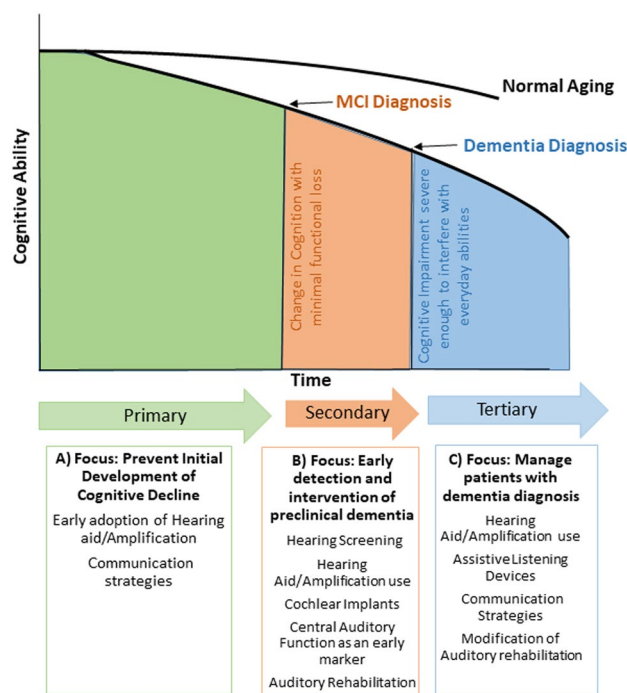 Normal Aging
MCI Diagnosis
Dementia Diagnosis
Cognitive Ability
Change in Cognition with
minimal functional loss
Cognitive Impairment severe
enough to interfere with
everyday abilities
Time
Primary
Secondary
Tertiary
A) Focus: Prevent Initial
Development of
Cognitive Decline
Early adoption of Hearing
aid/Amplification
Communication
strategies
B) Focus: Early
detection and
intervention of
preclinical dementia
Hearing Screening
Hearing
Aid/Amplification use
Cochlear Implants
Central Auditory
Function as an early
marker
Auditory Rehabilitation
C) Focus: Manage
patients with
dementia diagnosis
Hearing
Aid/Amplification use
Assistive Listening
Devices
Communication
Strategies
Modification of
Auditory rehabilitation